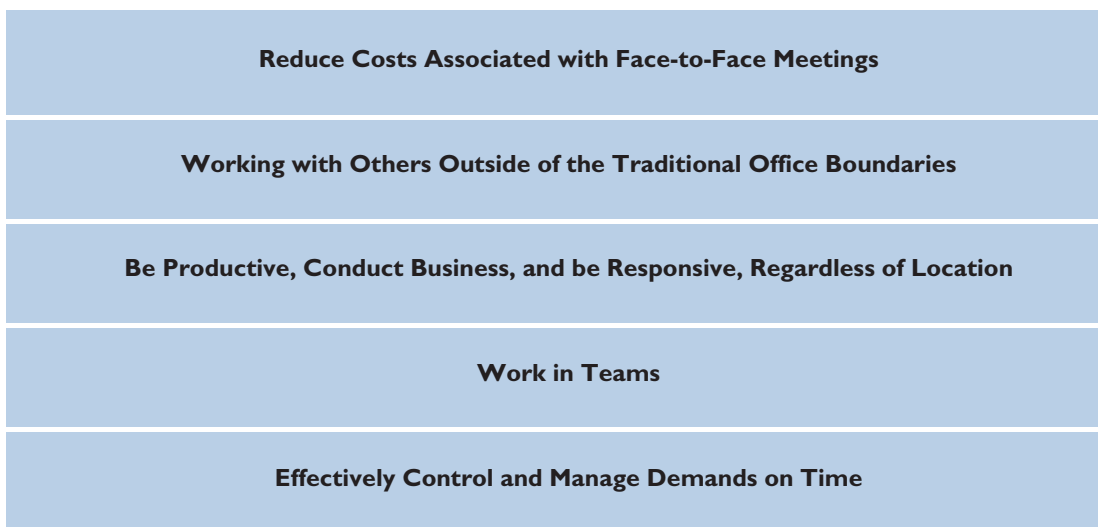 Reduce Costs Associated with Face-to-Face Meetings
Working with Others Outside of the Traditional Office Boundaries
Be Productive, Conduct Business, and be Responsive, Regardless of Location
Work in Teams
Effectively Control and Manage Demands on Time